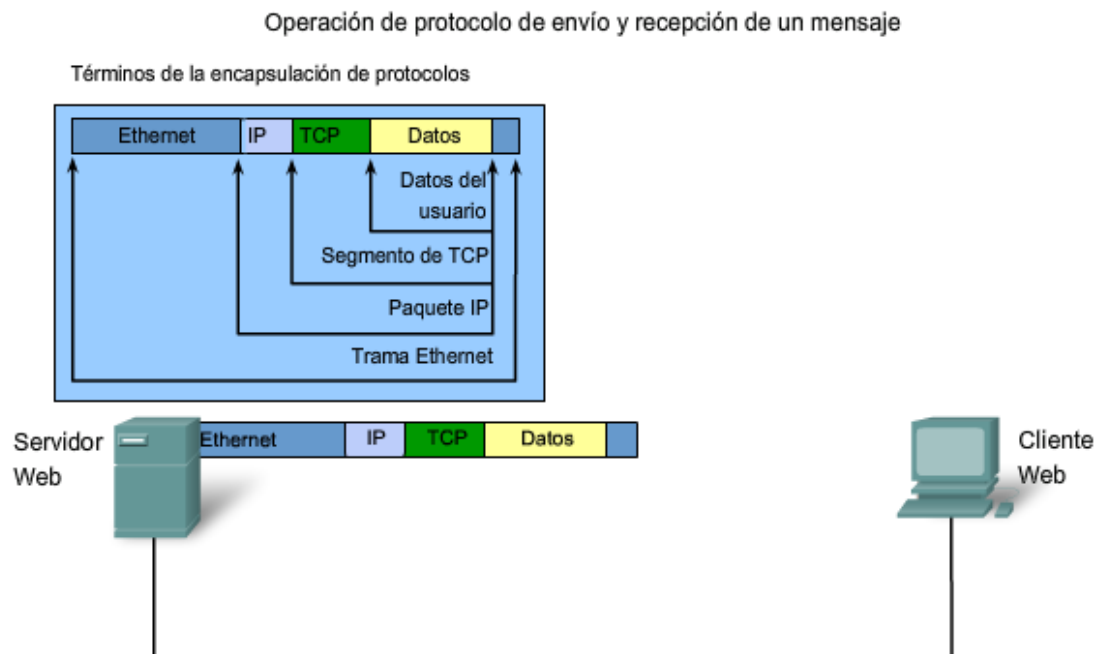 Operación de protocolo de envío y recepción de un mensaje
Términos de la encapsulación de protocolos
Ethernet IP TCP Datos
Datos del
usuario
Segmento de TCP
Paquete IP
Trama Ethernet
Servidor
Web
Ethernet IP TCP Datos
Cliente
Web